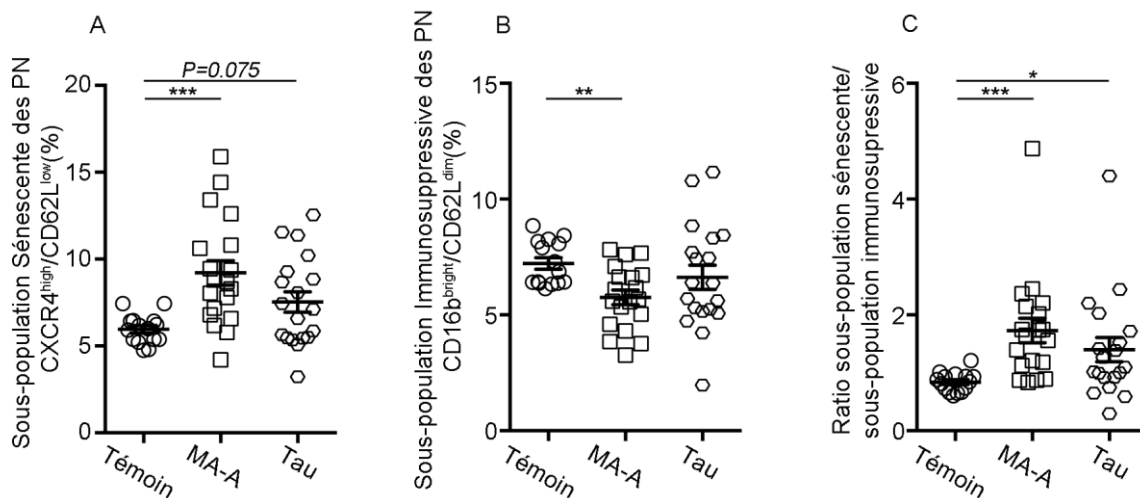 A
Sous-population Sénescente des PN
CXCR4high/CD62Llow(%)
20
15
10
5
0
P=0.075
***
Témoin
MA-A
Tau
B
Sous-population Immunosuppressive des PN
CD16bbright/CD62Ldim(%)
15
10
5
0
**
Témoin
MA-A
Tau
C
Ratio sous-population sénescente/
sous-population immunosupressive
6
4
2
0
*
***
Témoin
MA-A
Tau